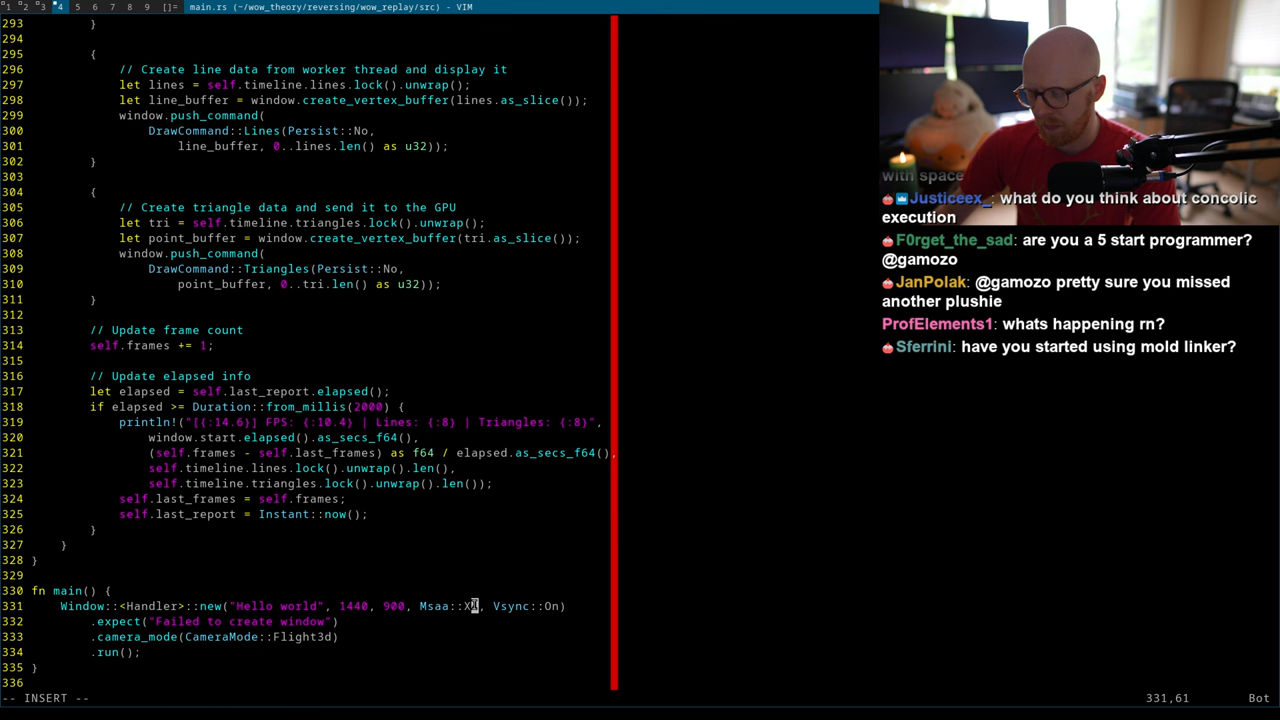 1 2 3 4 5 6 7 8 9 []= main.rs (~/wow_theory/reversing/wow_replay/src) - VIM
293         }
294
295         {
296             // Create line data from worker thread and display it
297             let lines = self.timeline.lines.lock().unwrap();
298             let line_buffer = window.create_vertex_buffer(lines.as_slice());
299             window.push_command(
300                 DrawCommand::Lines(Persist::No,
301                     line_buffer, 0..lines.len() as u32));
302         }
303
304         {
305             // Create triangle data and send it to the GPU
306             let tri = self.timeline.triangles.lock().unwrap();
307             let point_buffer = window.create_vertex_buffer(tri.as_slice());
308             window.push_command(
309                 DrawCommand::Triangles(Persist::No,
310                     point_buffer, 0..tri.len() as u32));
311         }
312
313         // Update frame count
314         self.frames += 1;
315
316         // Update elapsed info
317         let elapsed = self.last_report.elapsed();
318         if elapsed >= Duration::from_millis(2000) {
319             println!("[{:14.6}] FPS: {:10.4} | Lines: {:8} | Triangles: {:8}",
320                 window.start.elapsed().as_secs_f64(),
321                 (self.frames - self.last_frames) as f64 / elapsed.as_secs_f64(),
322                 self.timeline.lines.lock().unwrap().len(),
323                 self.timeline.triangles.lock().unwrap().len());
324             self.last_frames = self.frames;
325             self.last_report = Instant::now();
326         }
327     }
328 }
329
330 fn main() {
331     Window::<Handler>::new("Hello world", 1440, 900, Msaa::X , Vsync::On)
332         .expect("Failed to create window")
333         .camera_mode(CameraMode::Flight3d)
334         .run();
335 }
336
-- INSERT -- 331,61 Bot
with space
Justiceex_: what do you think about concolic
execution
F0rget_the_sad: are you a 5 start programmer?
@gamozo
JanPolak: @gamozo pretty sure you missed
another plushie
ProfElements1: whats happening rn?
Sferrini: have you started using mold linker?